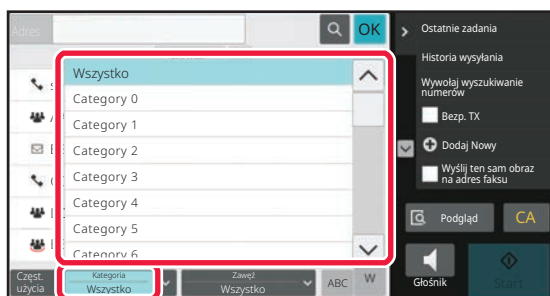 Adres
OK
Wszystko
Category 0
Category 1
Category 2
Category 3
Category 4
Category 5
Category 6
Częst.
użycia
Kategoria
Wszystko
Zawęź
Wszystko
ABC
W
Ostatnie zadania
Historia wysyłania
Wywołaj wyszukiwanie
numerów
Bezp. TX
Dodaj Nowy
Wyślij ten sam obraz
na adres faksu
Podgląd
CA
Głośnik
Start